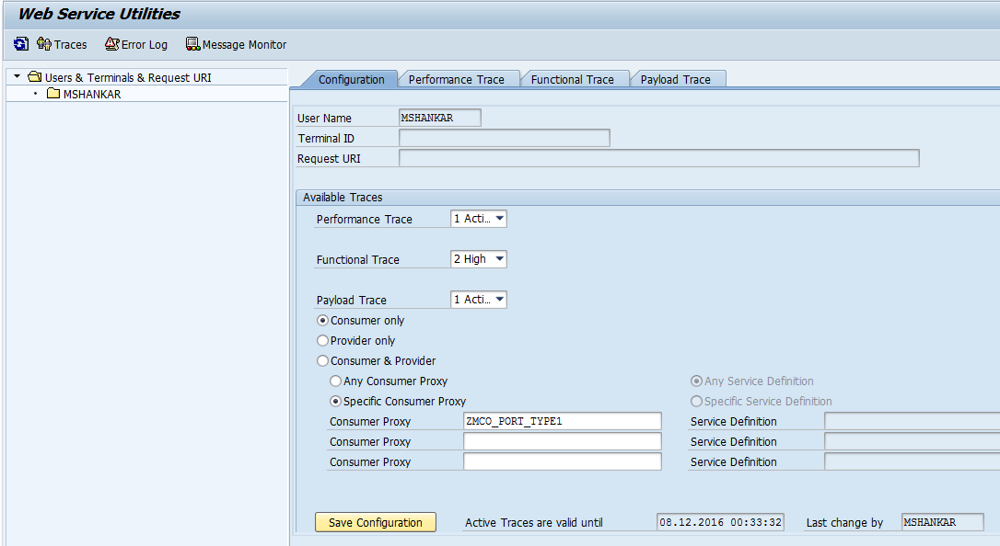 Web Service Utilities
Traces Error Log Message Monitor
Users & Terminals & Request URI
MSHANKAR
Configuration Performance Trace Functional Trace Payload Trace
User Name MSHANKAR
Terminal ID
Request URI
Available Traces
Performance Trace 1 Acti...
Functional Trace 2 High
Payload Trace 1 Acti...
Consumer only
Provider only
Consumer & Provider
Any Consumer Proxy Any Service Definition
Specific Consumer Proxy Specific Service Definition
Consumer Proxy ZMCO_PORT_TYPE1 Service Definition
Consumer Proxy Service Definition
Consumer Proxy Service Definition
Save Configuration Active Traces are valid until 08.12.2016 00:33:32 Last change by MSHANKAR